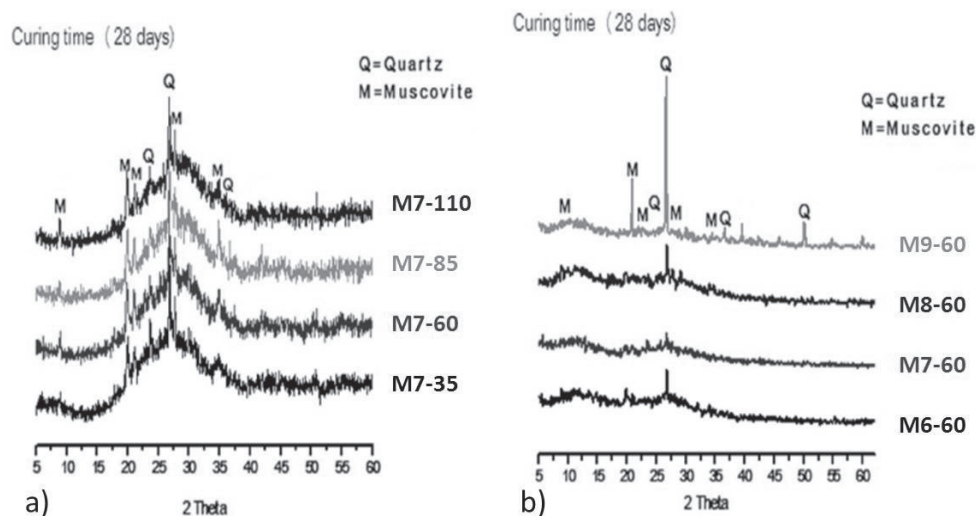 Curing time ( 28 days)
Q=Quartz
M=Muscovite
Q
M
M
M
Q
M
M
Q
M7-110
M7-85
M7-60
M7-35
5 10 15 20 25 30 35 40 45 50 55 60
2 Theta
a)
Curing time ( 28 days)
Q=Quartz
M=Muscovite
Q
M
M
M
Q
M
M
Q
Q
M9-60
M8-60
M7-60
M6-60
5 10 15 20 25 30 35 40 45 50 55 60
2 Theta
b)